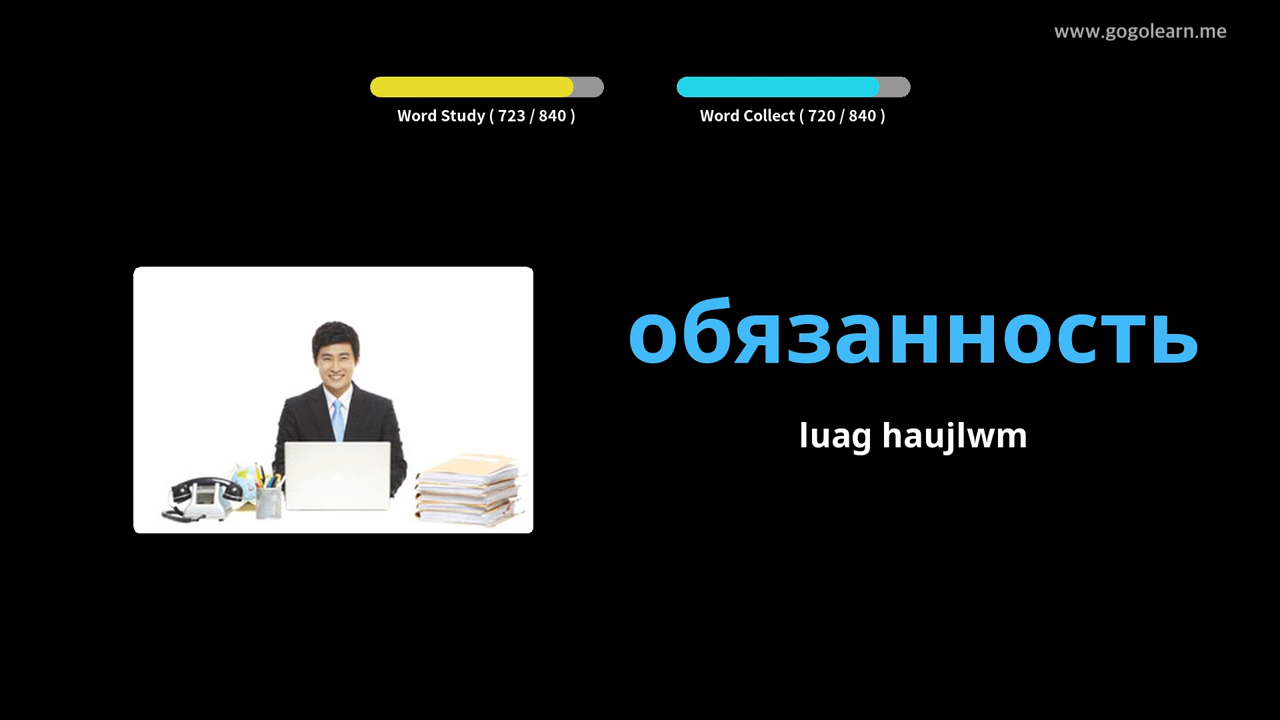 www.gogolearn.me
Word Study ( 723 / 840 )
Word Collect ( 720 / 840 )
обязанность
luag haujlwm